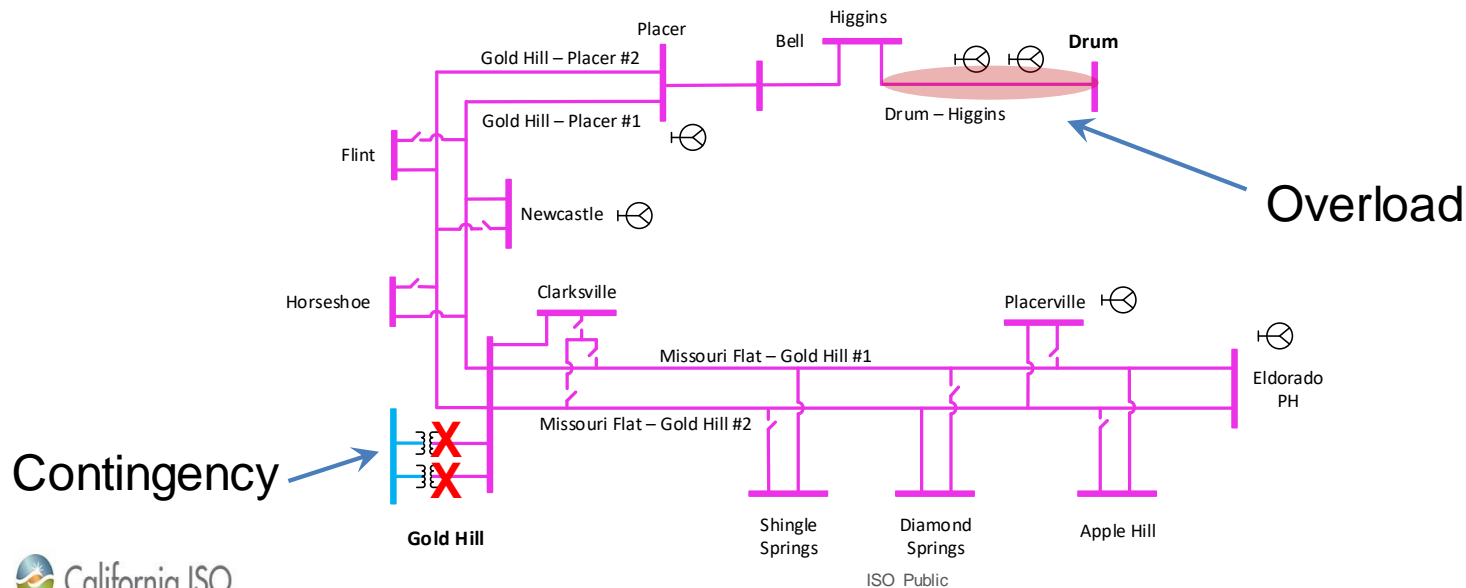 Higgins
Placer
Bell
Drum
Gold Hill – Placer #2
Gold Hill – Placer #1
Drum – Higgins
Flint
Overload
Newcastle
Horseshoe
Clarksville
Placerville
Missouri Flat – Gold Hill #1
Eldorado
PH
Missouri Flat – Gold Hill #2
Contingency
X
X
Gold Hill
Shingle
Springs
Diamond
Springs
Apple Hill
California ISO
ISO Public